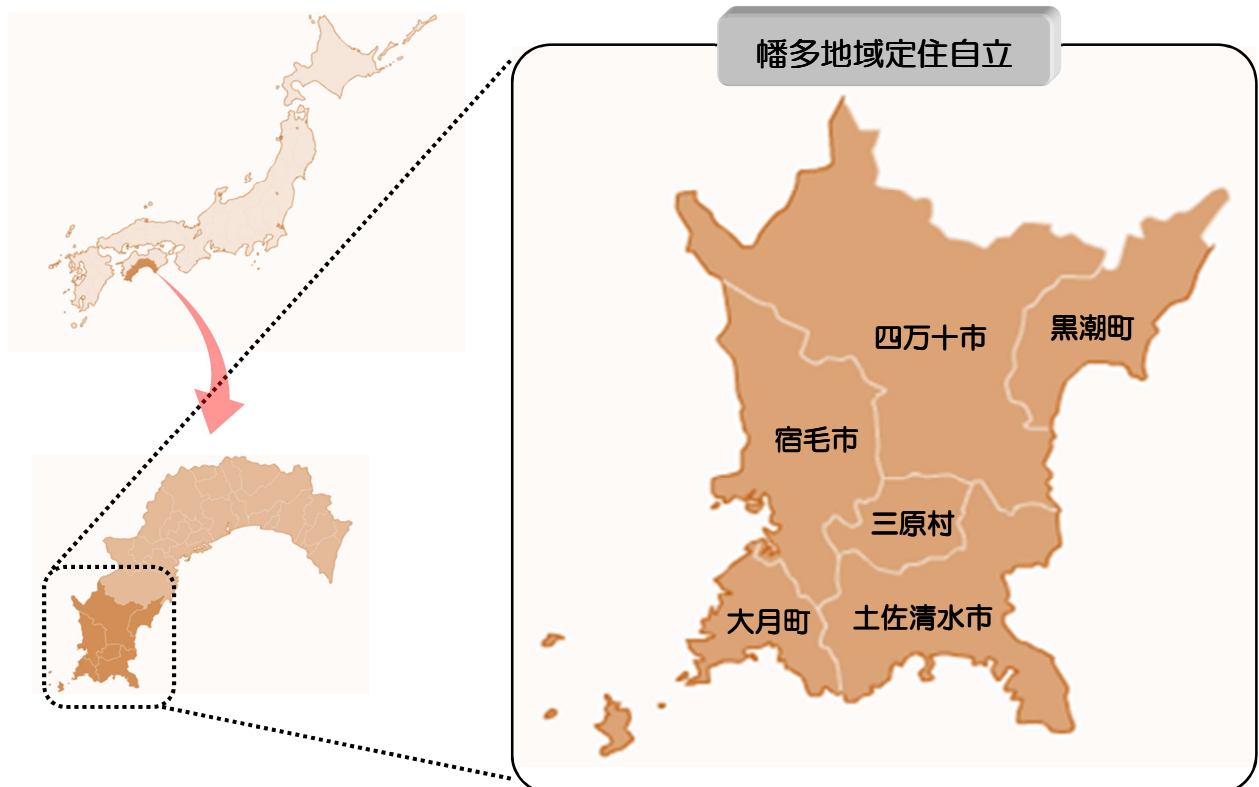 幡多地域定住自立
四万十市
黒潮町
宿毛市
三原村
大月町
土佐清水市